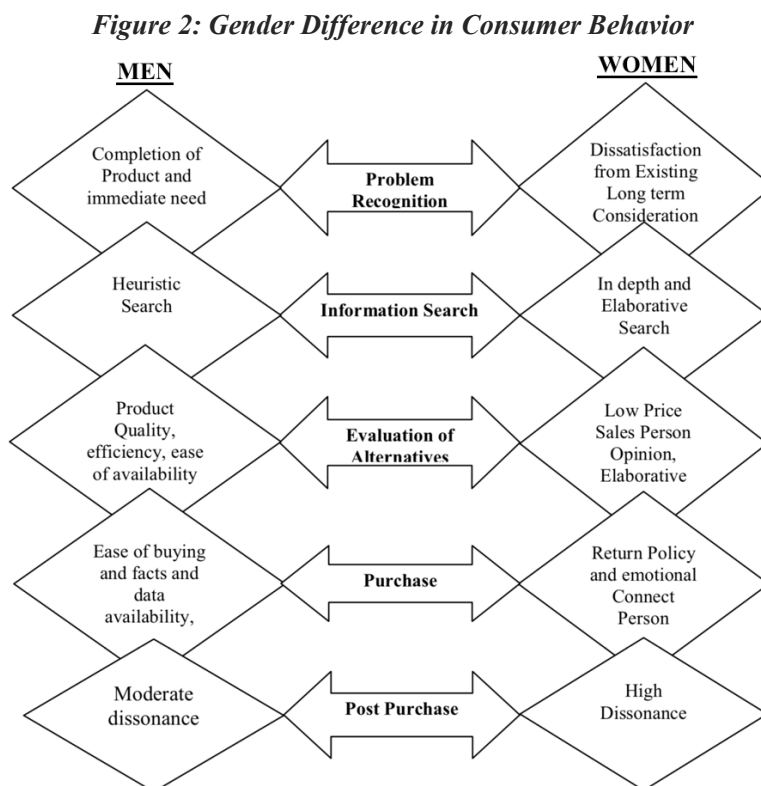 Figure 2: Gender Difference in Consumer Behavior
MEN
WOMEN
Completion of
Product and
immediate need
Problem
Recognition
Dissatisfaction
from Existing
Long term
Consideration
Heuristic
Search
Information Search
In depth and
Elaborative
Search
Product
Quality,
efficiency, ease
of availability
Evaluation of
Alternatives
Low Price
Sales Person
Opinion,
Elaborative
Ease of buying
and facts and
data
availability,
Purchase
Return Policy
and emotional
Connect
Person
Moderate
dissonance
Post Purchase
High
Dissonance